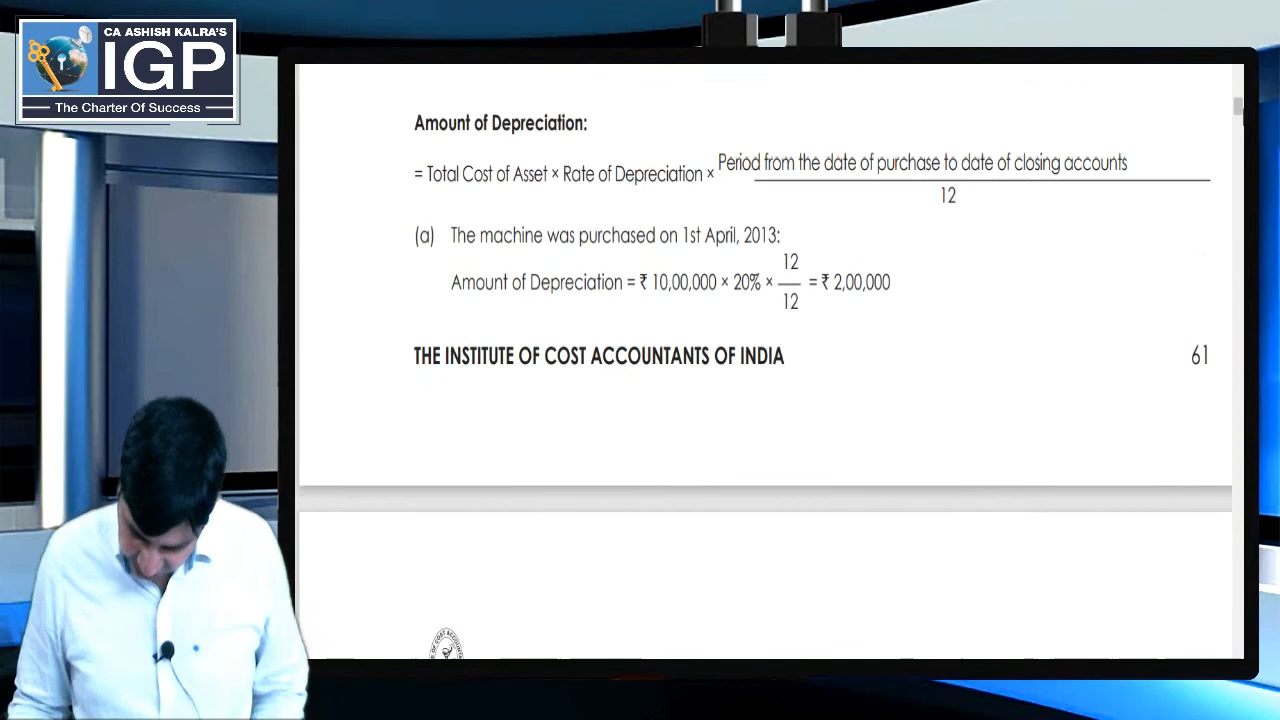 CA ASHISH KALRA'S
IGP
The Charter Of Success
Amount of Depreciation:
= Total Cost of Asset × Rate of Depreciation × Period from the date of purchase to date of closing accounts
12
(a) The machine was purchased on 1st April, 2013:
Amount of Depreciation = ₹ 10,00,000 × 20% × 12/12 = ₹ 2,00,000
THE INSTITUTE OF COST ACCOUNTANTS OF INDIA 61